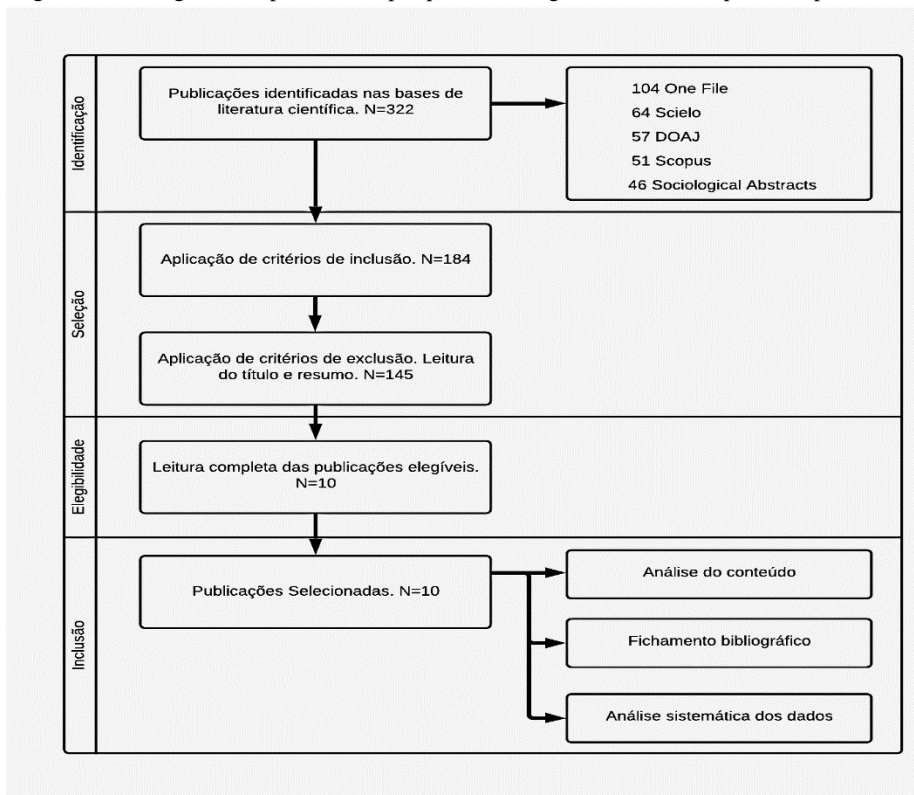 Identificação
Publicações identificadas nas bases de
literatura científica. N=322
104 One File
64 Scielo
57 DOAJ
51 Scopus
46 Sociological Abstracts
Seleção
Aplicação de critérios de inclusão. N=184
Aplicação de critérios de exclusão. Leitura
do título e resumo. N=145
Elegibilidade
Leitura completa das publicações elegíveis.
N=10
Inclusão
Publicações Selecionadas. N=10
Análise do conteúdo
Fichamento bibliográfico
Análise sistemática dos dados